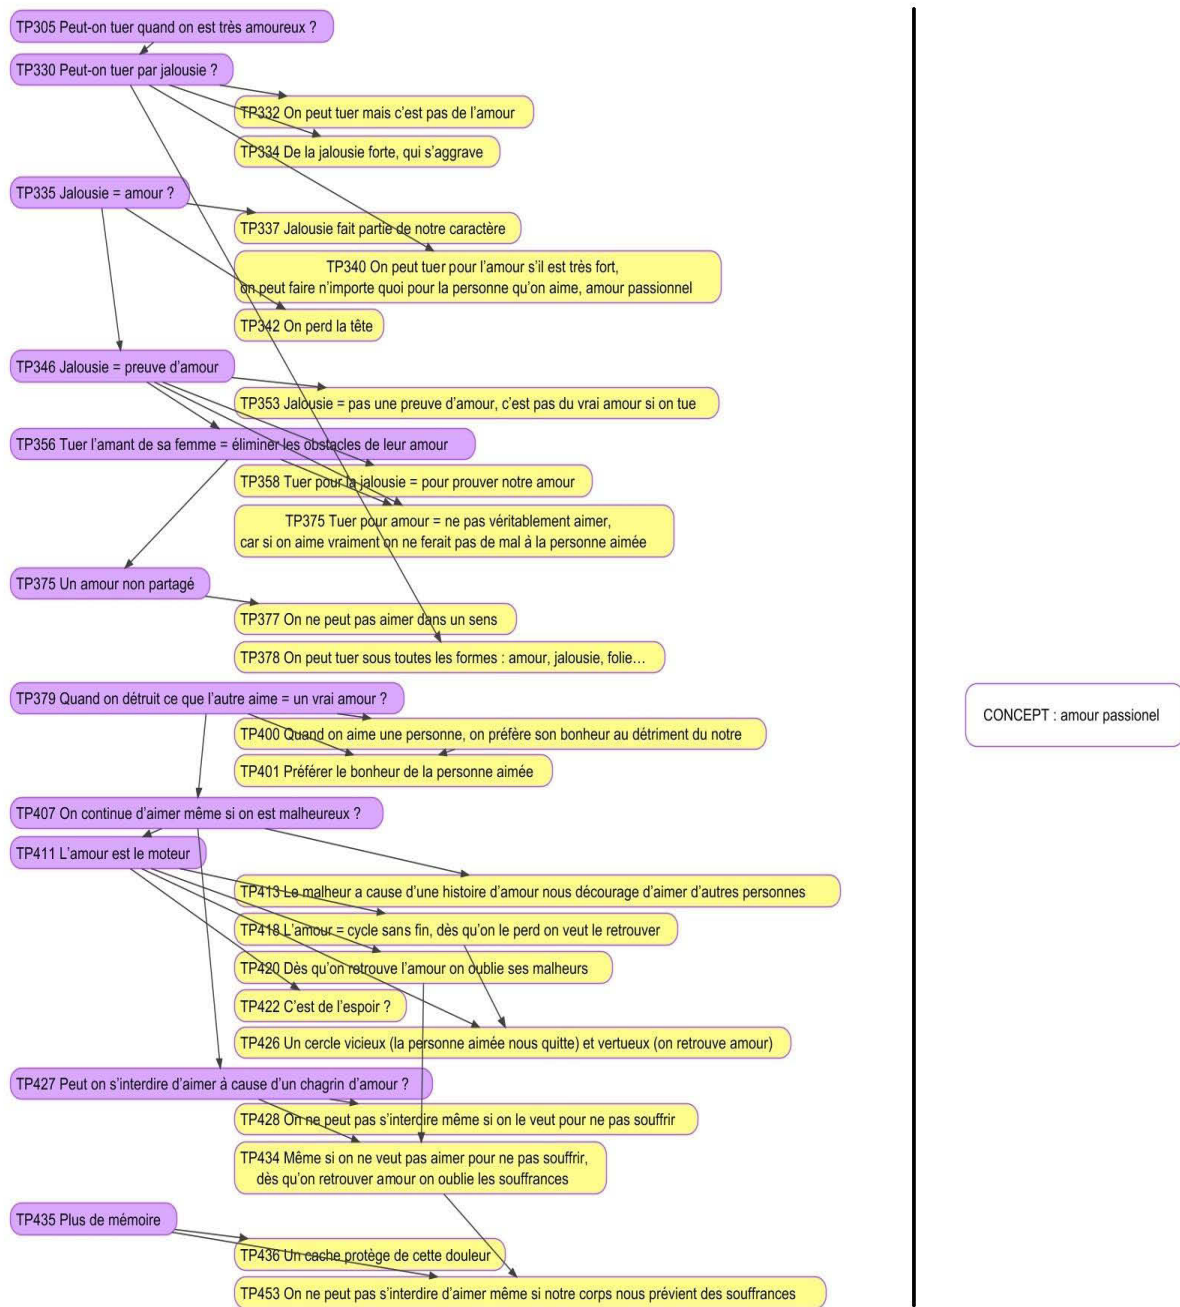 TP305 Peut-on tuer quand on est très amoureux ?
TP330 Peut-on tuer par jalousie ?
TP332 On peut tuer mais c'est pas de l'amour
TP334 De la jalousie forte, qui s'aggrave
TP335 Jalousie = amour ?
TP337 Jalousie fait partie de notre caractère
TP340 On peut tuer pour l'amour s'il est très fort,
on peut faire n'importe quoi pour la personne qu'on aime, amour passionnel
TP342 On perd la tête
TP346 Jalousie = preuve d'amour
TP353 Jalousie = pas une preuve d'amour, c'est pas du vrai amour si on tue
TP356 Tuer l'amant de sa femme = éliminer les obstacles de leur amour
TP358 Tuer pour la jalousie = pour prouver notre amour
TP375 Tuer pour amour = ne pas véritablement aimer,
car si on aime vraiment on ne ferait pas de mal à la personne aimée
TP375 Un amour non partagé
TP377 On ne peut pas aimer dans un sens
TP378 On peut tuer sous toutes les formes : amour, jalousie, folie…
TP379 Quand on détruit ce que l'autre aime = un vrai amour ?
CONCEPT : amour passionel
TP400 Quand on aime une personne, on préfère son bonheur au détriment du notre
TP401 Préférer le bonheur de la personne aimée
TP407 On continue d'aimer même si on est malheureux ?
TP411 L'amour est le moteur
TP413 Le malheur a cause d'une histoire d'amour nous décourage d'aimer d'autres personnes
TP418 L'amour = cycle sans fin, dès qu'on le perd on veut le retrouver
TP420 Dès qu'on retrouve l'amour on oublie ses malheurs
TP422 C'est de l'espoir ?
TP426 Un cercle vicieux (la personne aimée nous quitte) et vertueux (on retrouve amour)
TP427 Peut on s'interdire d'aimer à cause d'un chagrin d'amour ?
TP428 On ne peut pas s'interdire même si on le veut pour ne pas souffrir
TP434 Même si on ne veut pas aimer pour ne pas souffrir,
dès qu'on retrouver amour on oublie les souffrances
TP435 Plus de mémoire
TP436 Un cache protège de cette douleur
TP453 On ne peut pas s'interdire d'aimer même si notre corps nous prévient des souffrances